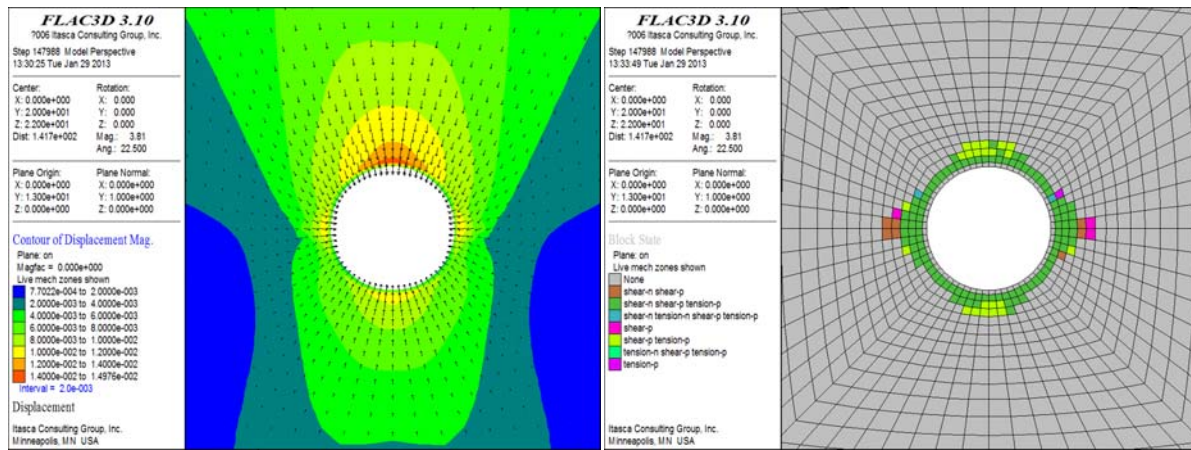 FLAC3D 3.10
?006 Itasca Consulting Group, Inc.
Step 147988 Model Perspective
13:30:25 Tue Jan 29 2013
Center:
X: 0.000e+000
Y: 2.000e+001
Z: 2.200e+001
Dist: 1.417e+002
Rotation:
X: 0.000
Y: 0.000
Z: 0.000
Mag.: 3.81
Ang.: 22.500
Plane Origin:
X: 0.000e+000
Y: 1.300e+001
Z: 0.000e+000
Plane Normal:
X: 0.000e+000
Y: 1.000e+000
Z: 0.000e+000
Contour of Displacement Mag.
Plane: on
Magfac = 0.000e+000
Live mech zones shown
7.7022e-004 to 2.0000e-003
2.0000e-003 to 4.0000e-003
4.0000e-003 to 6.0000e-003
6.0000e-003 to 8.0000e-003
8.0000e-003 to 1.0000e-002
1.0000e-002 to 1.2000e-002
1.2000e-002 to 1.4000e-002
1.4000e-002 to 1.4976e-002
Interval = 2.0e-003
Displacement
Itasca Consulting Group, Inc.
Minneapolis, MN USA
FLAC3D 3.10
?006 Itasca Consulting Group, Inc.
Step 147988 Model Perspective
13:33:49 Tue Jan 29 2013
Center:
X: 0.000e+000
Y: 2.000e+001
Z: 2.200e+001
Dist: 1.417e+002
Rotation:
X: 0.000
Y: 0.000
Z: 0.000
Mag.: 3.81
Ang.: 22.500
Plane Origin:
X: 0.000e+000
Y: 1.300e+001
Z: 0.000e+000
Plane Normal:
X: 0.000e+000
Y: 1.000e+000
Z: 0.000e+000
Block State
Plane: on
Live mech zones shown
None
shear-n shear-p
shear-n shear-p tension-p
shear-n tension-n shear-p tension-p
shear-p
shear-p tension-p
tension-n shear-p tension-p
tension-p
Itasca Consulting Group, Inc.
Minneapolis, MN USA